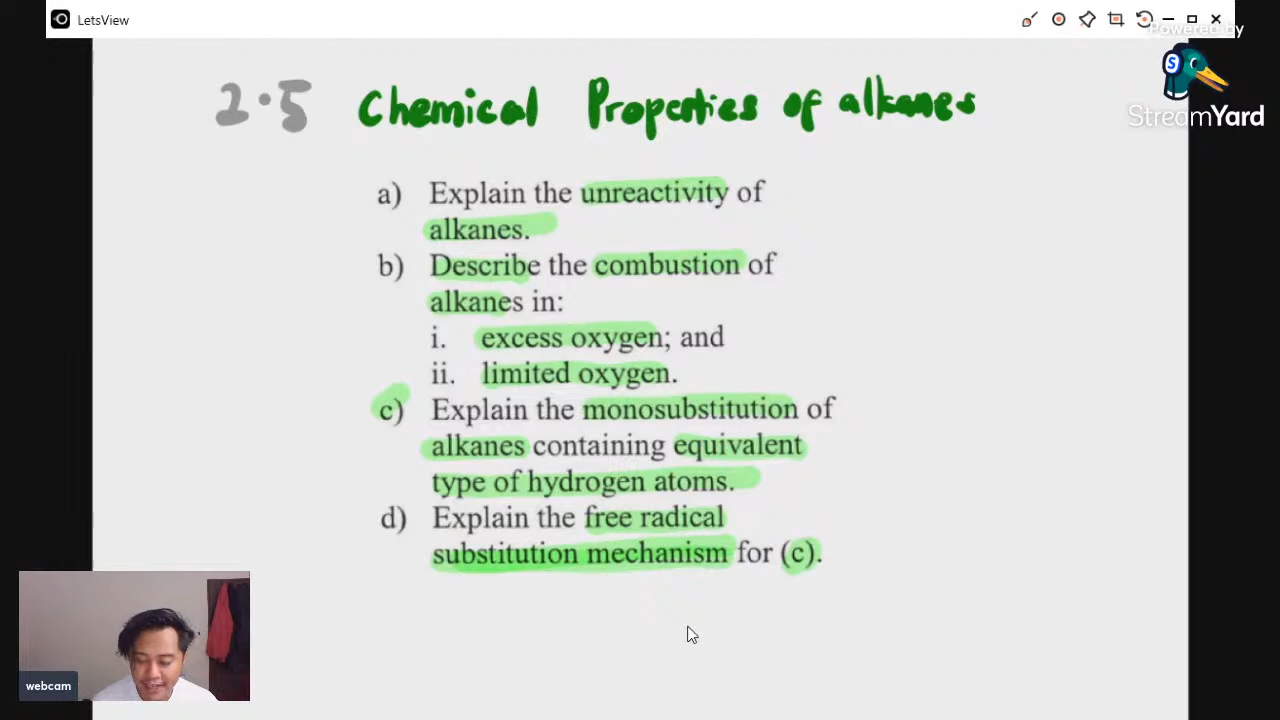 LetsView
Powered by
StreamYard
2.5 Chemical Properties of alkanes
a) Explain the unreactivity of
alkanes.
b) Describe the combustion of
alkanes in:
i. excess oxygen; and
ii. limited oxygen.
c) Explain the monosubstitution of
alkanes containing equivalent
type of hydrogen atoms.
d) Explain the free radical
substitution mechanism for (c).
webcam